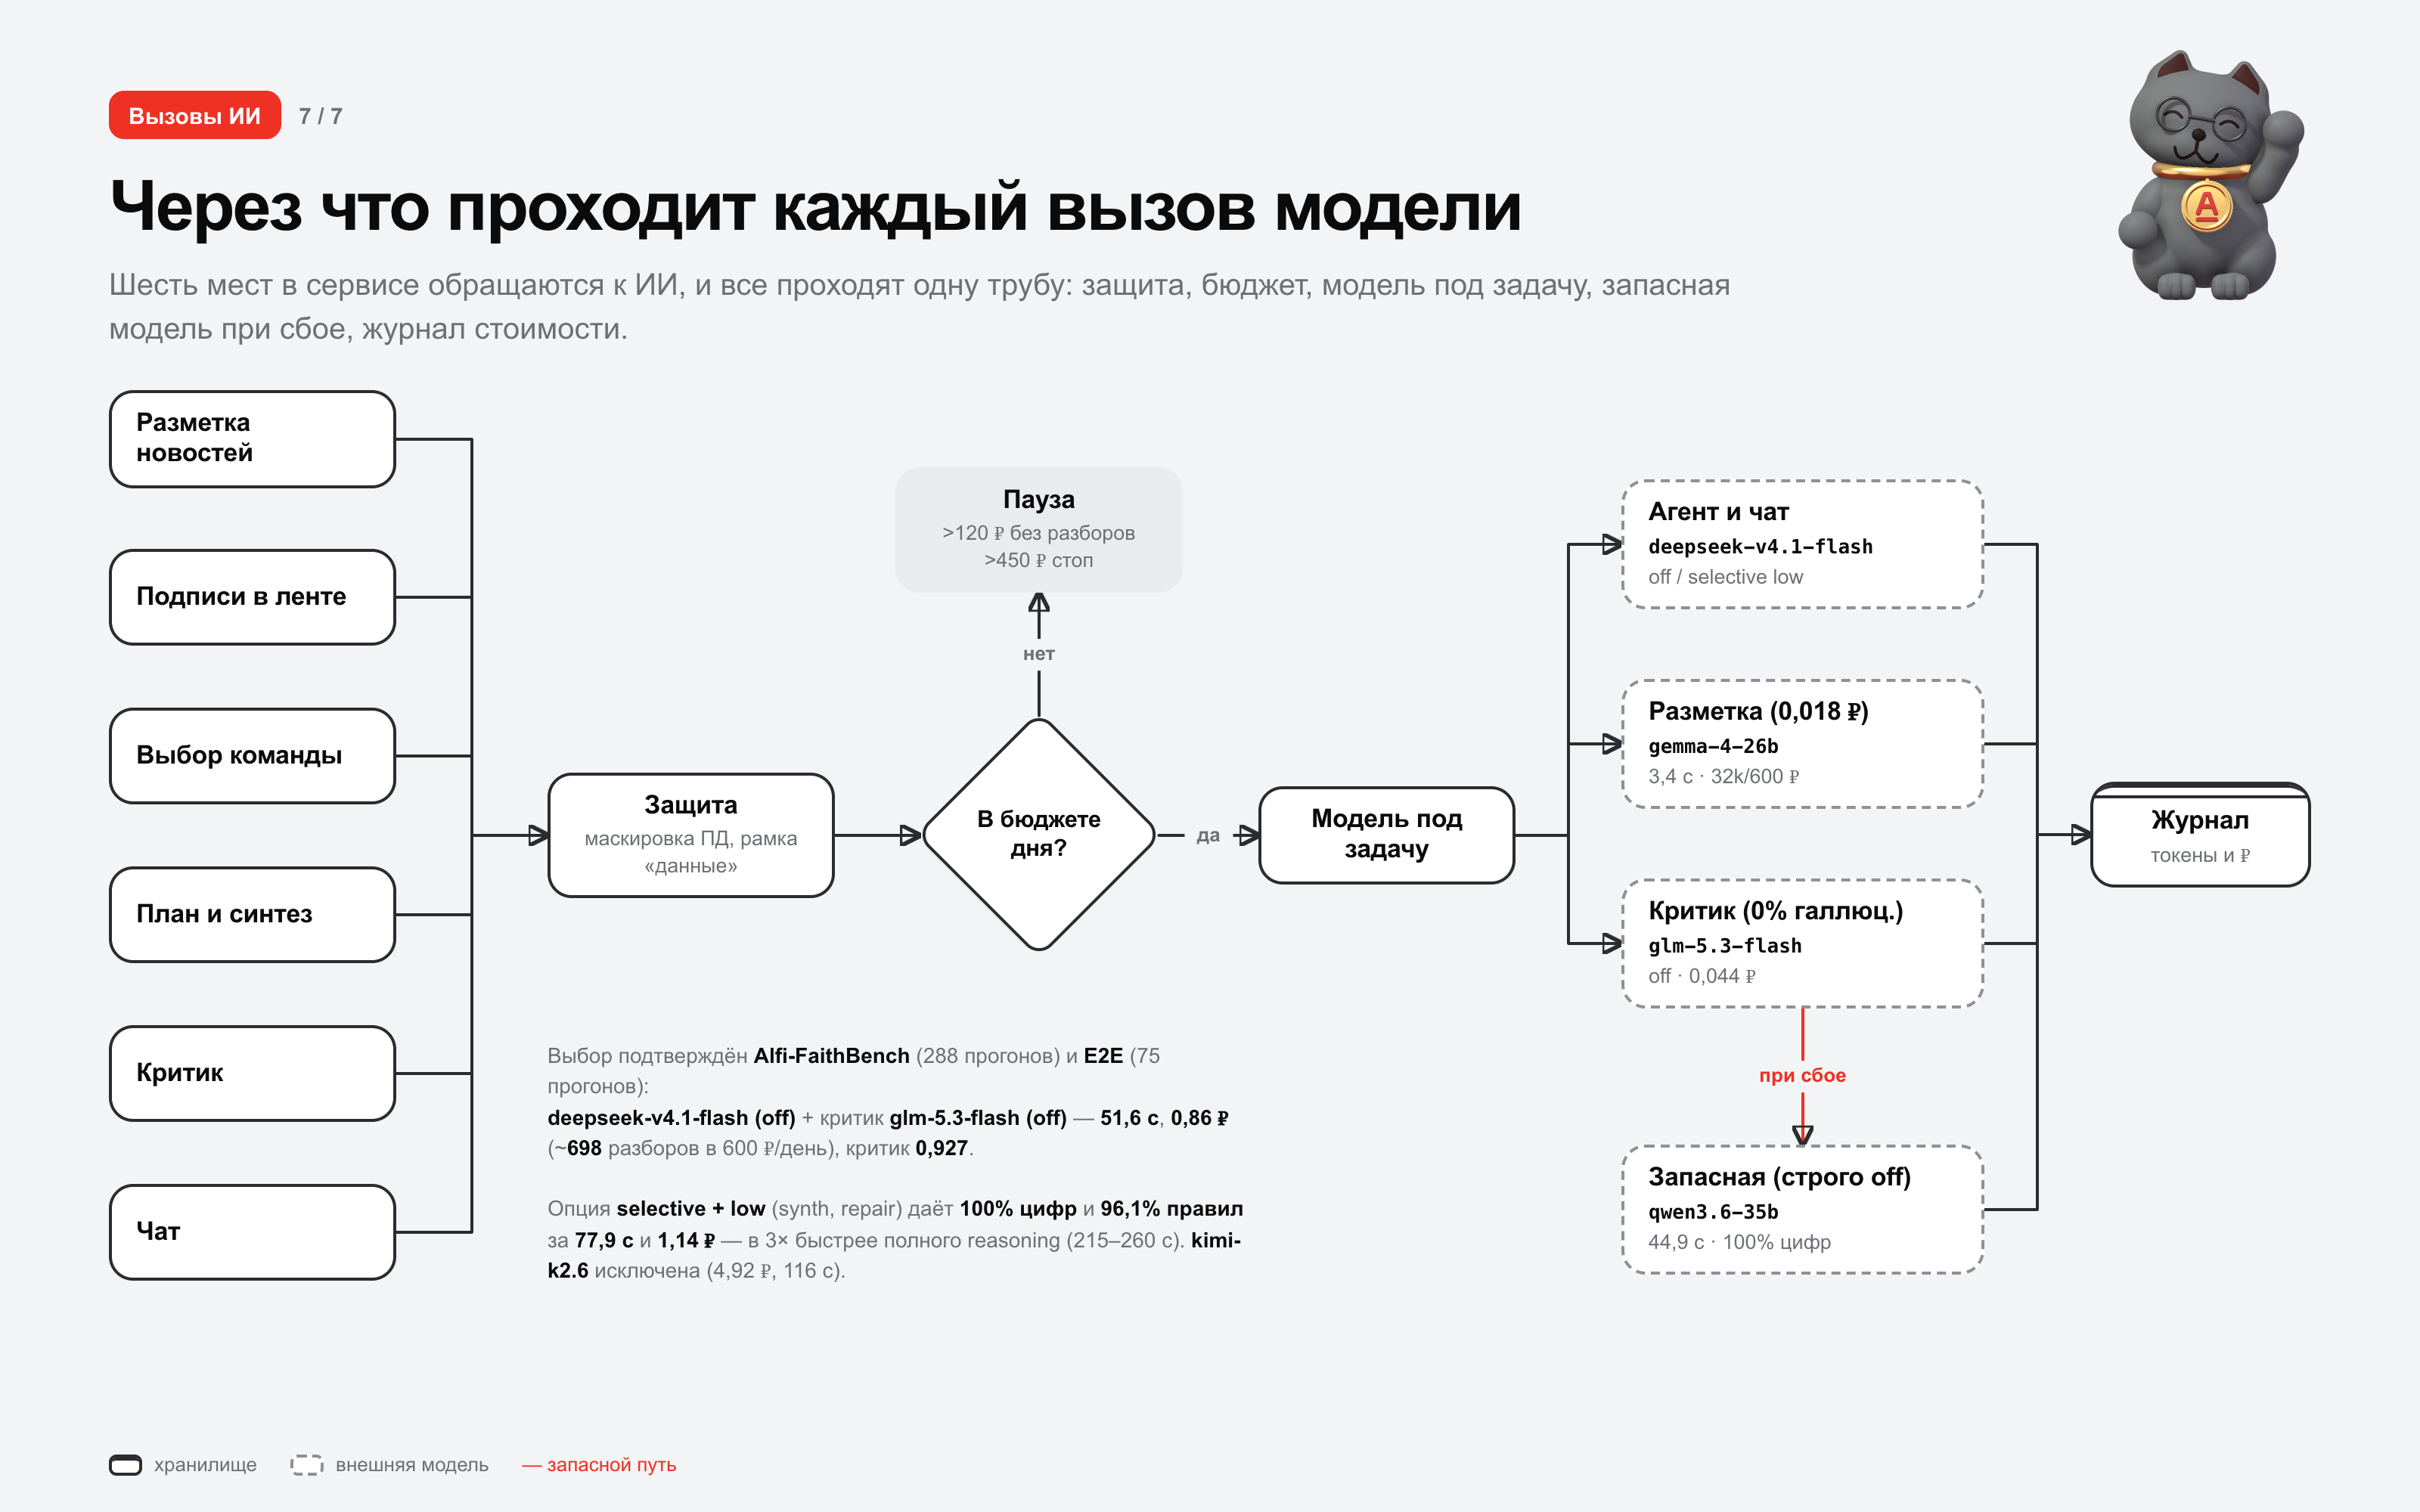 Вызовы ИИ 7 / 7
Через что проходит каждый вызов модели
Шесть мест в сервисе обращаются к ИИ, и все проходят одну трубу: защита, бюджет, модель под задачу, запасная
модель при сбое, журнал стоимости.
A
Разметка
новостей
Подписи в ленте
Выбор команды
План и синтез
Критик
Чат
Защита
маскировка ПД, рамка
«данные»
Пауза
>120 ₽ без разборов
>450 ₽ стоп
нет
В бюджете
дня?
да
Модель под
задачу
Агент и чат
deepseek-v4.1-flash
off / selective low
Разметка (0,018 ₽)
gemma-4-26b
3,4 с · 32k/600 ₽
Критик (0% галлюц.)
glm-5.3-flash
off · 0,044 ₽
при сбое
Запасная (строго off)
qwen3.6-35b
44,9 с · 100% цифр
Журнал
токены и ₽
Выбор подтверждён Alfi-FaithBench (288 прогонов) и E2E (75
прогонов):
deepseek-v4.1-flash (off) + критик glm-5.3-flash (off) — 51,6 с, 0,86 ₽
(~698 разборов в 600 ₽/день), критик 0,927.
Опция selective + low (synth, repair) даёт 100% цифр и 96,1% правил
за 77,9 с и 1,14 ₽ — в 3× быстрее полного reasoning (215–260 с). kimi-
k2.6 исключена (4,92 ₽, 116 с).
хранилище
внешняя модель
— запасной путь